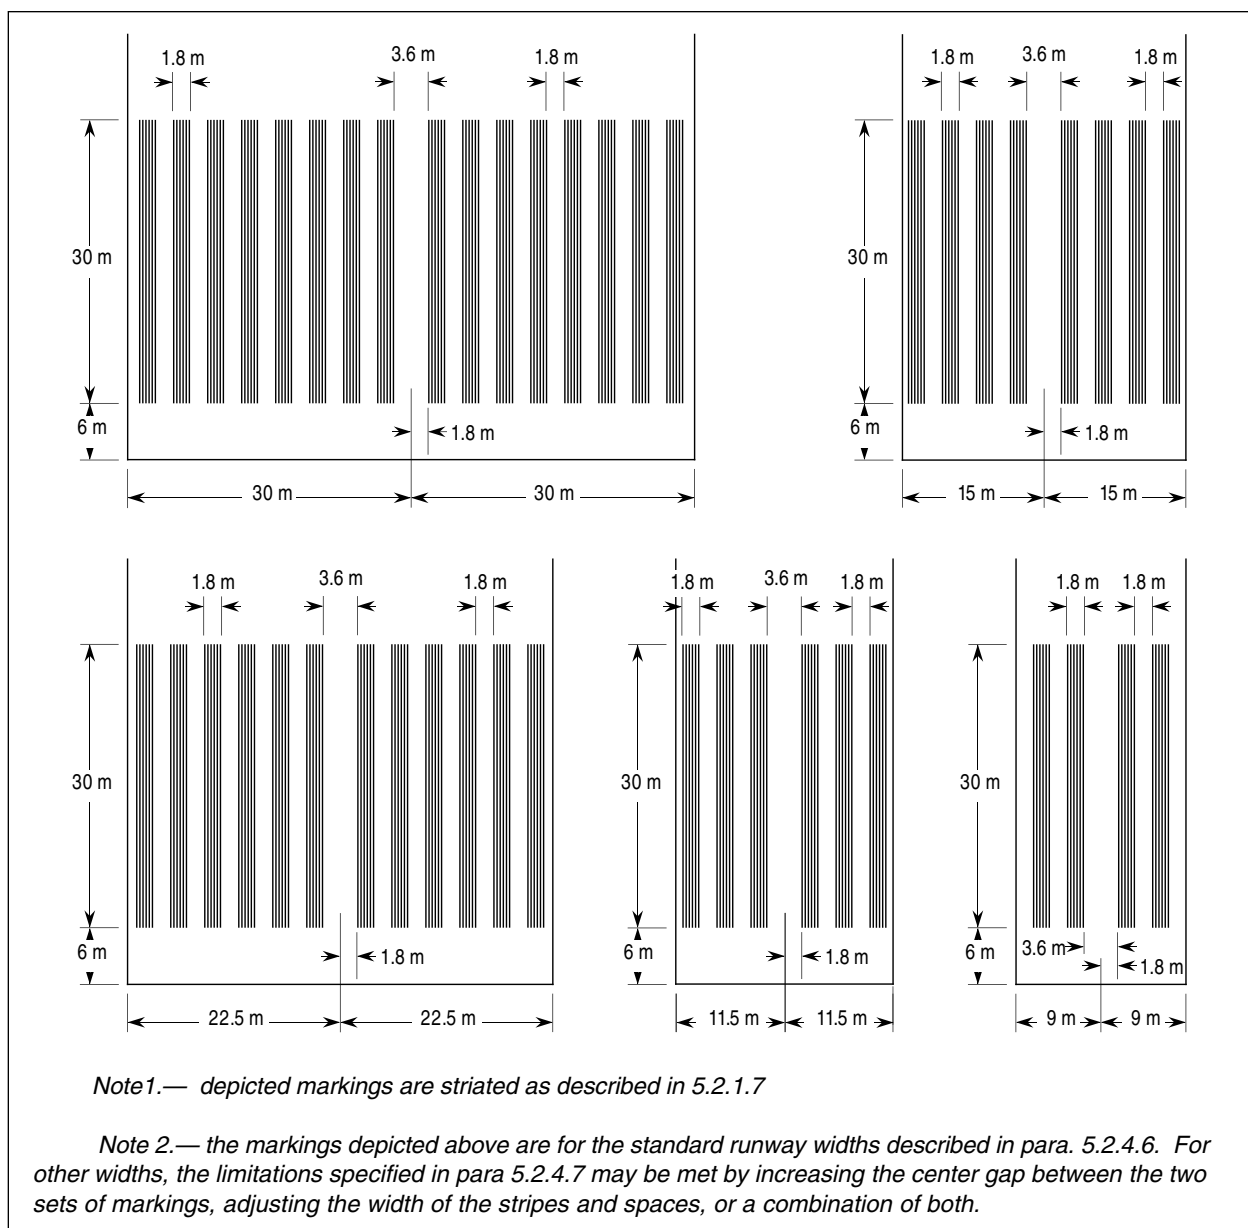 1.8 m 3.6 m 1.8 m
30 m
6 m
1.8 m
30 m 30 m
1.8 m 3.6 m 1.8 m
30 m
6 m
1.8 m
15 m 15 m
1.8 m 3.6 m 1.8 m
30 m
6 m
1.8 m
22.5 m 22.5 m
1.8 m 3.6 m 1.8 m
30 m
6 m
1.8 m
11.5 m 11.5 m
1.8 m 1.8 m
30 m
6 m
3.6 m
1.8 m
9 m 9 m
Note1.— depicted markings are striated as described in 5.2.1.7
Note 2.— the markings depicted above are for the standard runway widths described in para. 5.2.4.6. For
other widths, the limitations specified in para 5.2.4.7 may be met by increasing the center gap between the two
sets of markings, adjusting the width of the stripes and spaces, or a combination of both.